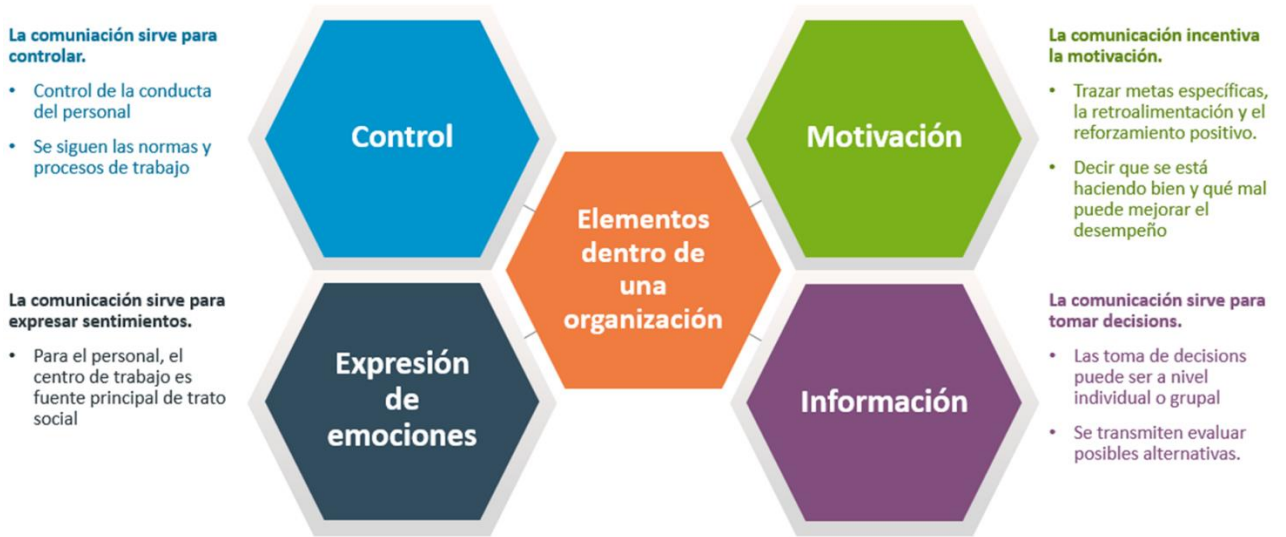 La comuniación sirve para
controlar.
• Control de la conducta
del personal
• Se siguen las normas y
procesos de trabajo
Control
Motivación
La comunicación incentiva
la motivación.
• Trazar metas específicas,
la retroalimentación y el
reforzamiento positivo.
• Decir que se está
haciendo bien y qué mal
puede mejorar el
desempeño
Elementos
dentro de
una
organización
La comunicación sirve para
expresar sentimientos.
• Para el personal, el
centro de trabajo es
fuente principal de trato
social
Expresión
de
emociones
Información
La comunicación sirve para
tomar decisions.
• Las toma de decisions
puede ser a nivel
individual o grupal
• Se transmiten evaluar
posibles alternativas.